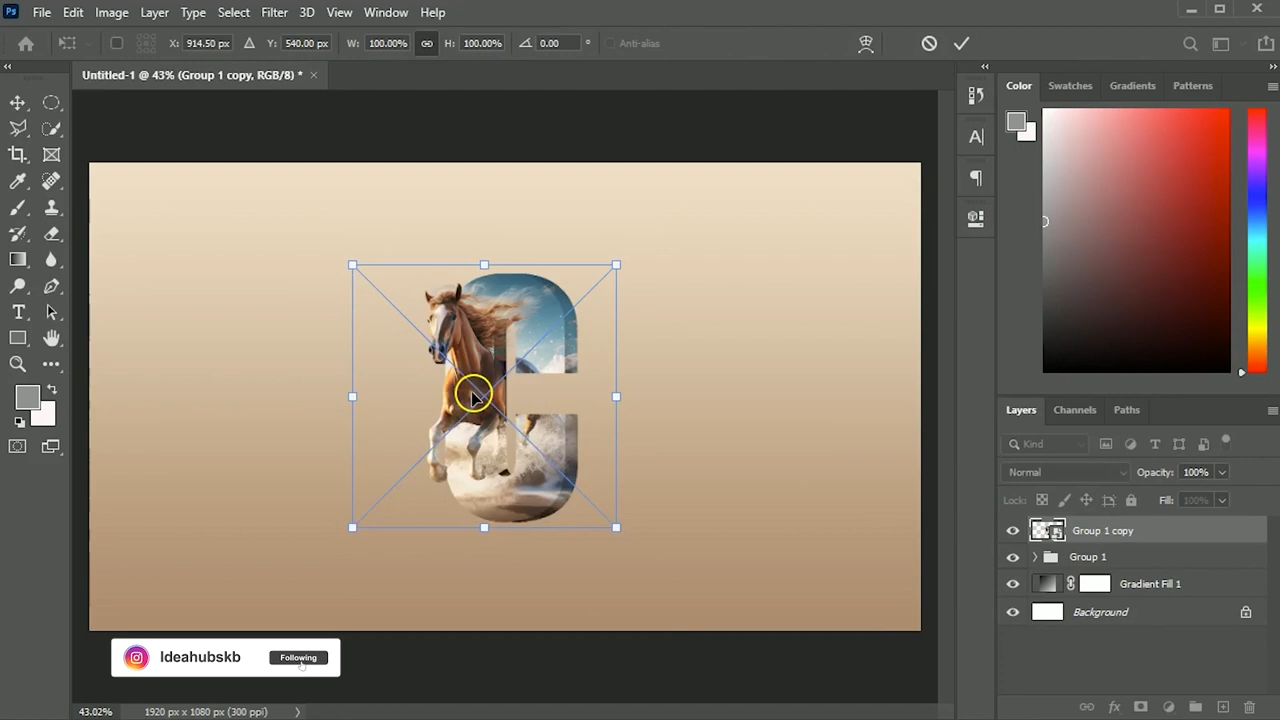 Ps File Edit Image Layer Type Select Filter 3D View Window Help
X: 914.50 px Y: 540.00 px W: 100.00% H: 100.00% 0.00 ° Anti-alias
Untitled-1 @ 43% (Group 1 copy, RGB/8) * ×
Color Swatches Gradients Patterns
Layers Channels Paths
Kind
Normal Opacity: 100%
Lock: Fill: 100%
Group 1 copy
Group 1
Gradient Fill 1
Background
Ideahubskb Following
43.02% 1920 px x 1080 px (300 ppi)